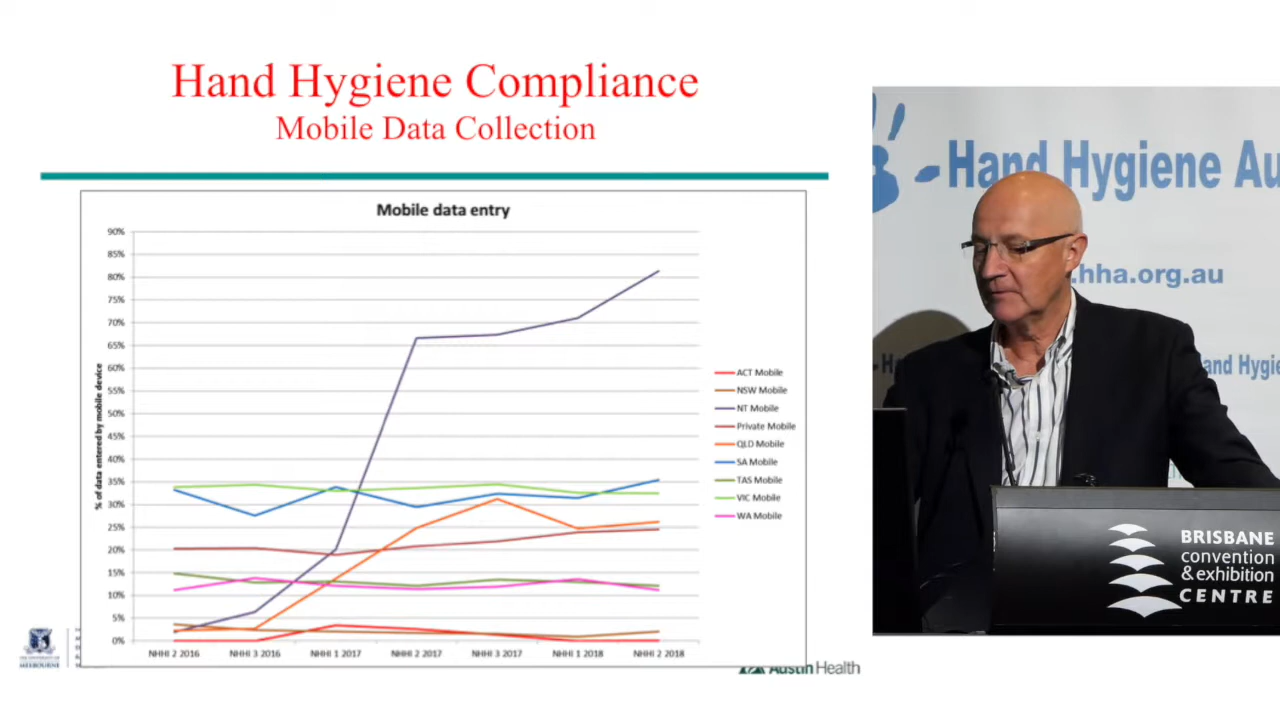 Hand Hygiene Compliance
Mobile Data Collection
Mobile data entry
% of data entered by mobile device
90%
85%
80%
75%
70%
65%
60%
55%
50%
45%
40%
35%
30%
25%
20%
15%
10%
5%
0%
NHHI 2 2016
NHHI 3 2016
NHHI 1 2017
NHHI 2 2017
NHHI 3 2017
NHHI 1 2018
NHHI 2 2018
ACT Mobile
NSW Mobile
NT Mobile
Private Mobile
QLD Mobile
SA Mobile
TAS Mobile
VIC Mobile
WA Mobile
MELBOURNE
Austin Health
Hand Hygiene Au
.hha.org.au
and Hygie
BRISBANE
convention
& exhibition
CENTRE